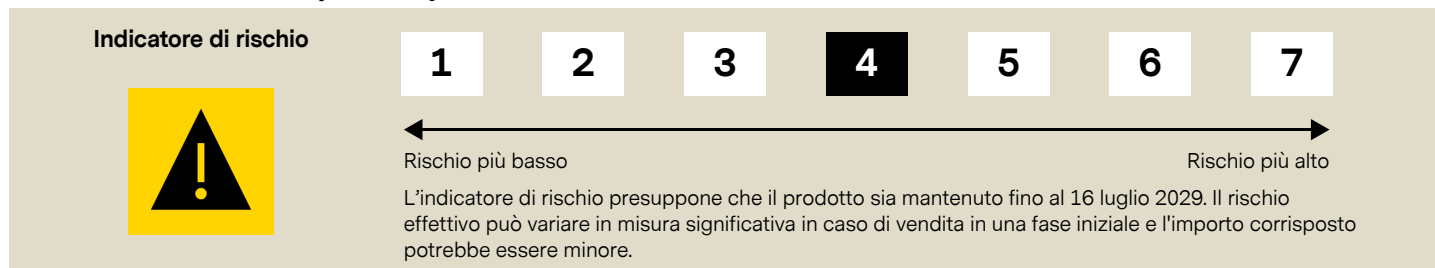 Indicatore di rischio
1 2 3 4 5 6 7
Rischio più basso
Rischio più alto
L'indicatore di rischio presuppone che il prodotto sia mantenuto fino al 16 luglio 2029. Il rischio
effettivo può variare in misura significativa in caso di vendita in una fase iniziale e l'importo corrisposto
potrebbe essere minore.